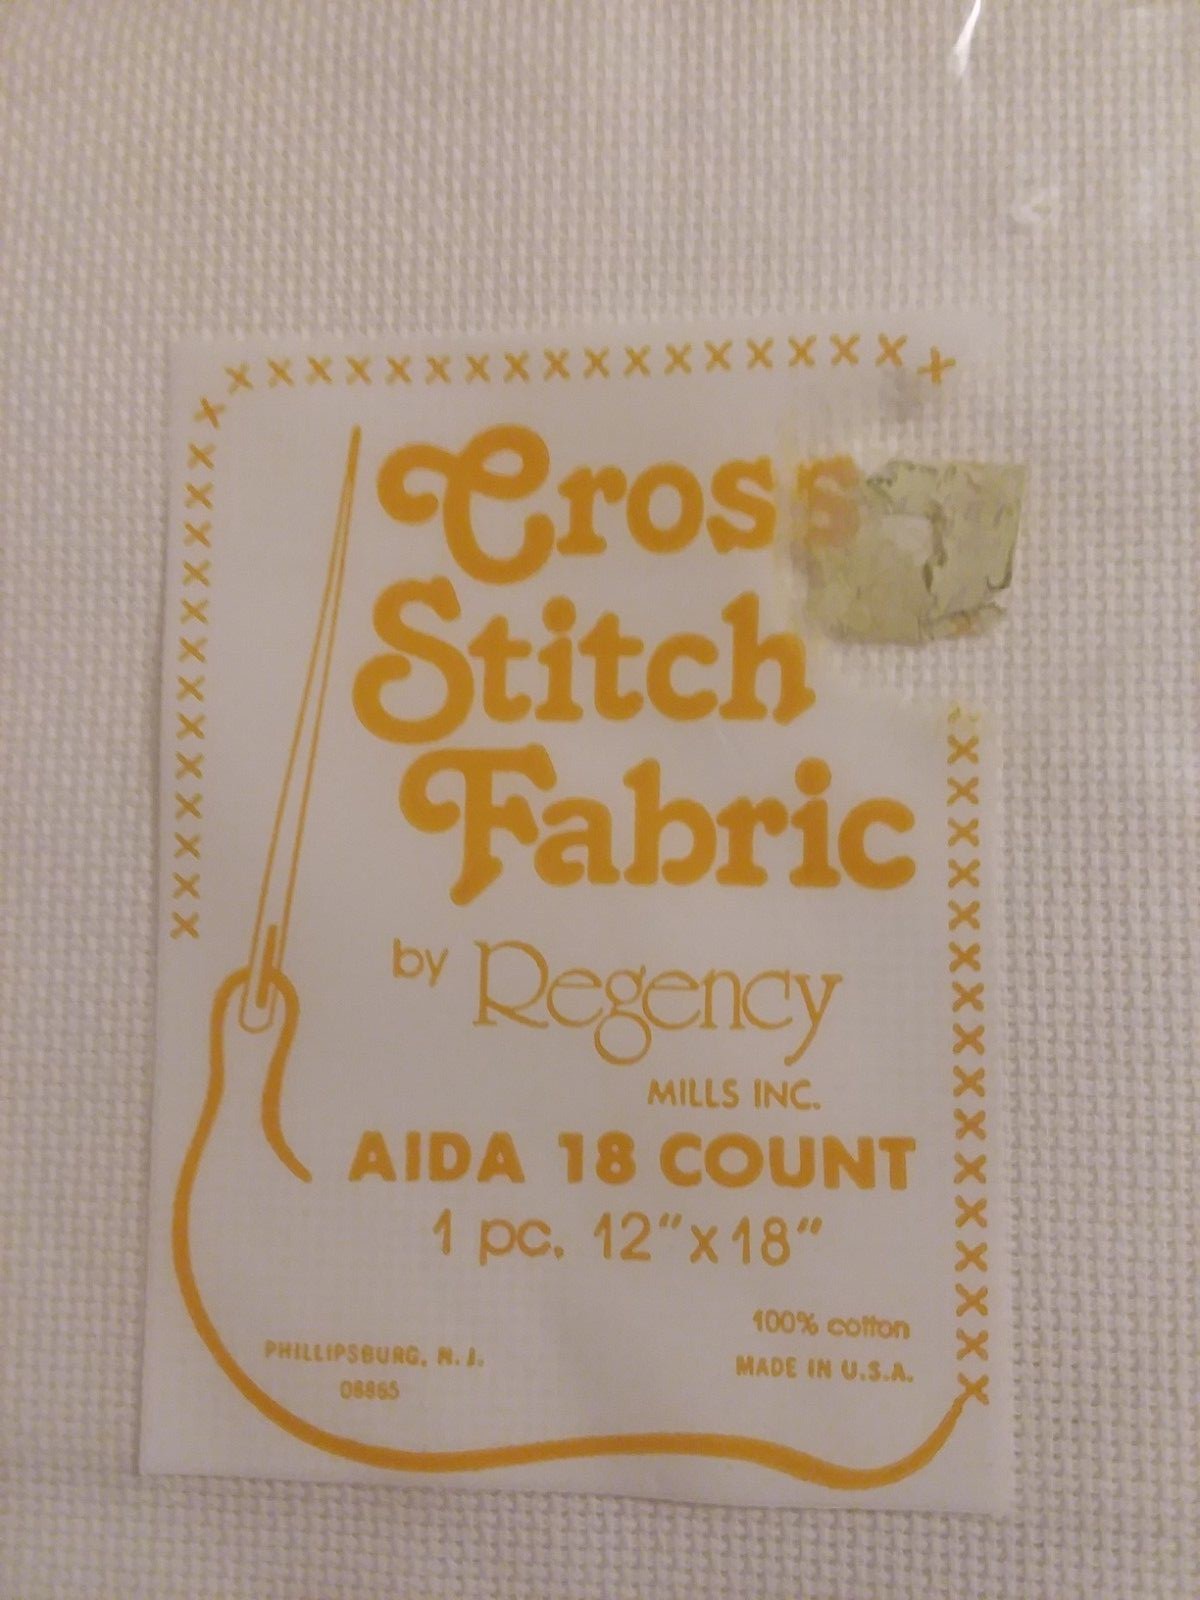 Cross
Stitch
Fabric
by Regency
MILLS INC.
AIDA 18 COUNT
1 pc. 12"x18"
100% cotton
PHILLIPSBURG, N.J.
MADE IN U.S.A.
08865